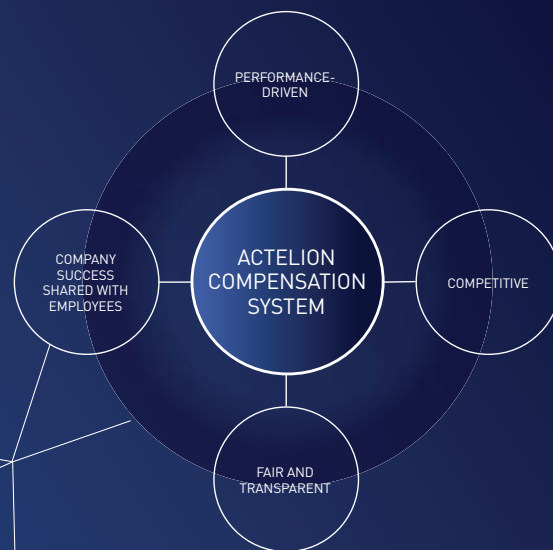 PERFORMANCE-
DRIVEN
COMPANY
SUCCESS
SHARED WITH
EMPLOYEES
ACTELION
COMPENSATION
SYSTEM
COMPETITIVE
FAIR AND
TRANSPARENT